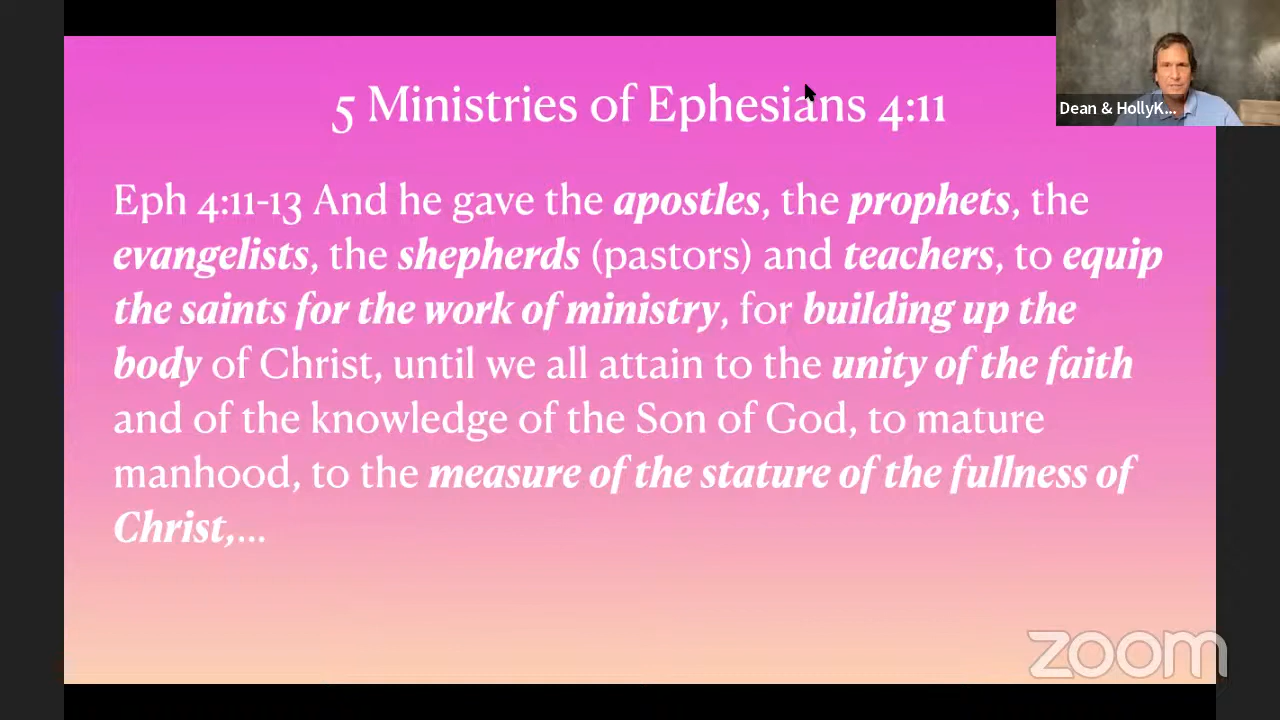 5 Ministries of Ephesians 4:11
Dean & HollyK...
Eph 4:11-13 And he gave the apostles, the prophets, the
evangelists, the shepherds (pastors) and teachers, to equip
the saints for the work of ministry, for building up the
body of Christ, until we all attain to the unity of the faith
and of the knowledge of the Son of God, to mature
manhood, to the measure of the stature of the fullness of
Christ,...
zoom